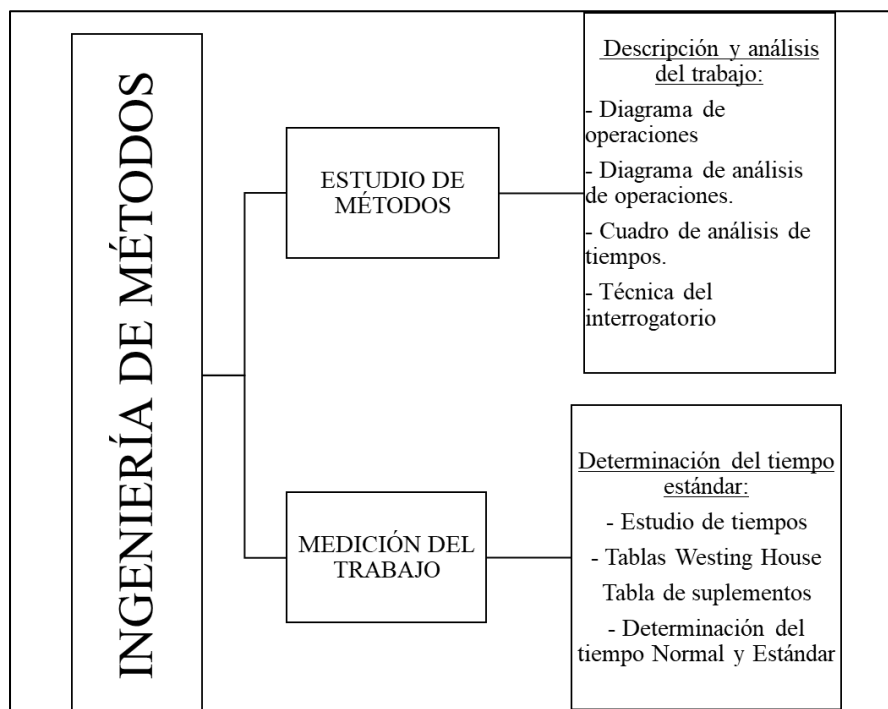 INGENIERÍA DE MÉTODOS
ESTUDIO DE
MÉTODOS
Descripción y análisis
del trabajo:
- Diagrama de
operaciones
- Diagrama de análisis
de operaciones.
- Cuadro de análisis de
tiempos.
- Técnica del
interrogatorio
MEDICIÓN DEL
TRABAJO
Determinación del tiempo
estándar:
- Estudio de tiempos
- Tablas Westing House
Tabla de suplementos
- Determinación del
tiempo Normal y Estándar